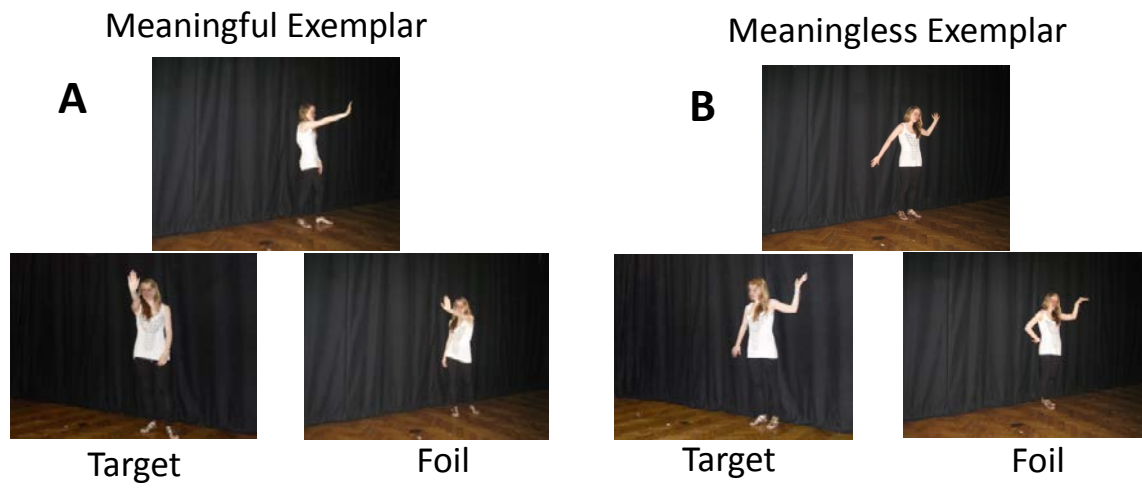 Meaningful Exemplar
Meaningless Exemplar
A
B
Target
Foil
Target
Foil